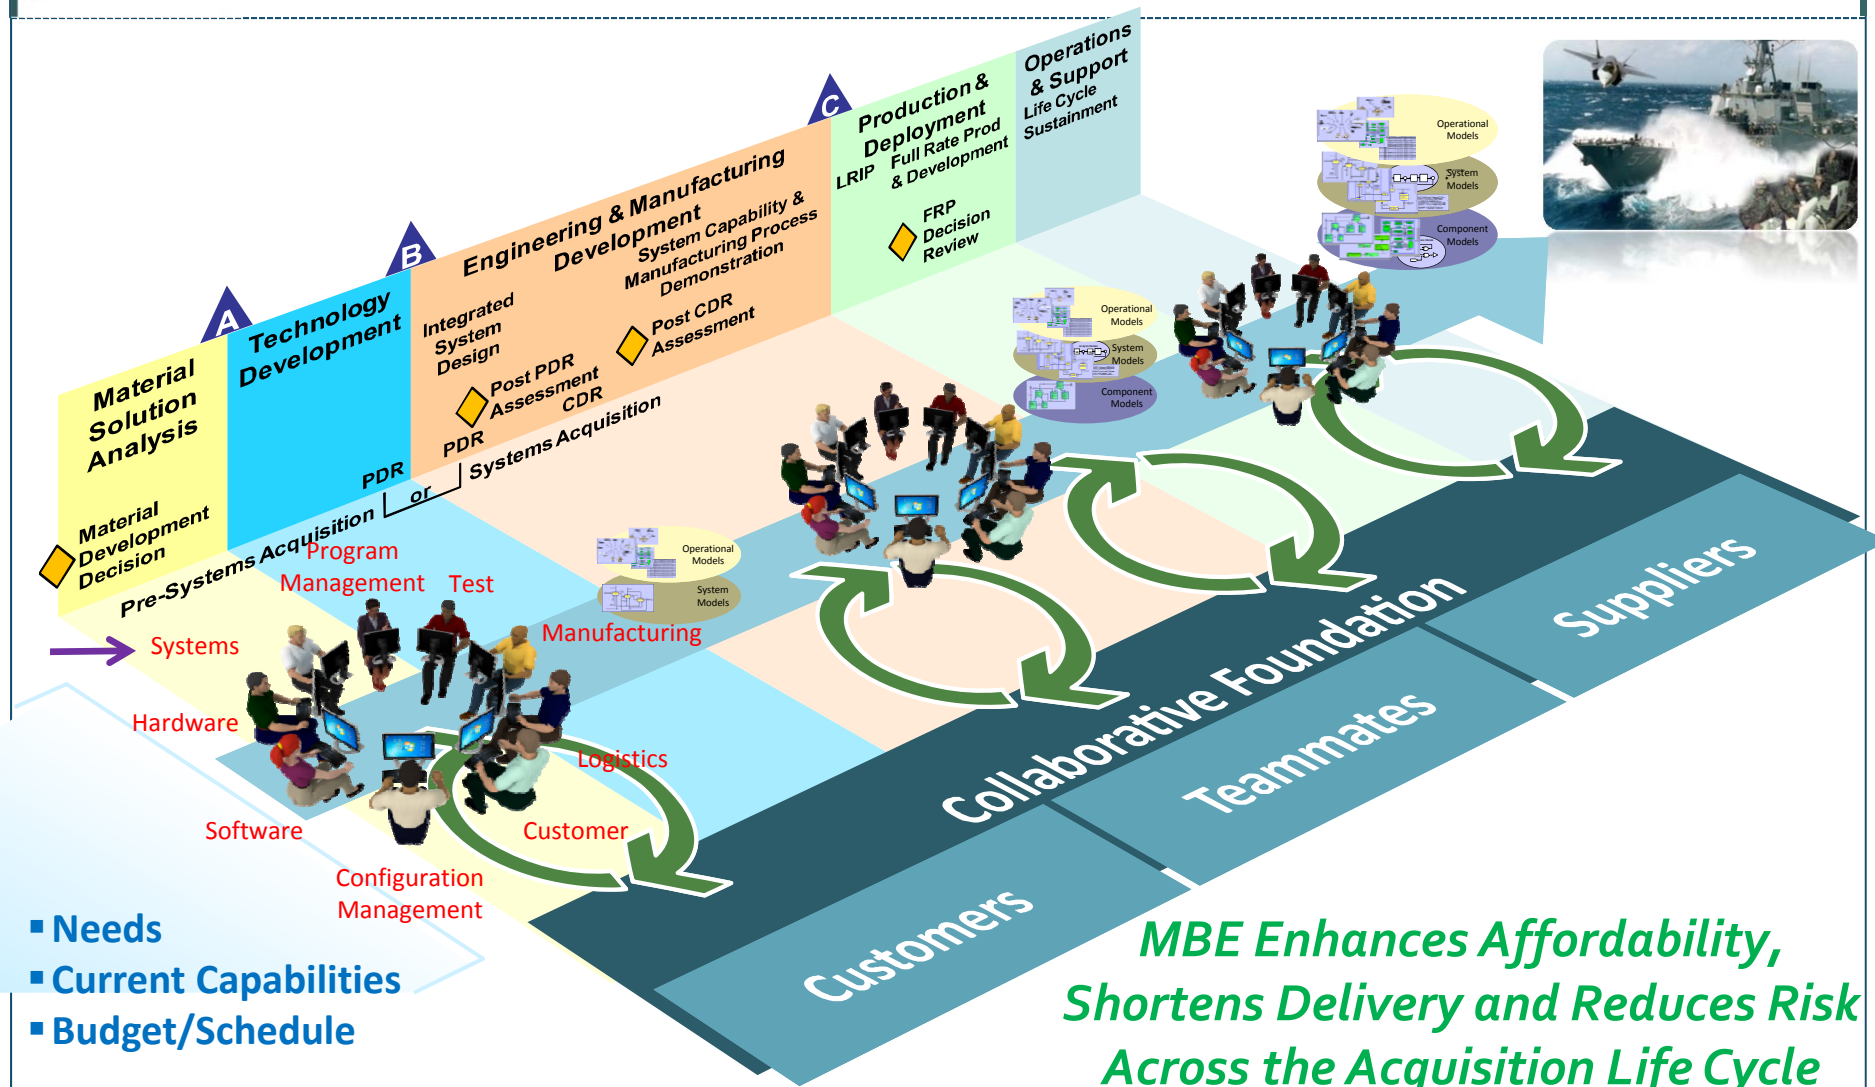 A
B
C
Material
Solution
Analysis
Material
Development
Decision
Technology
Development
PDR
Engineering & Manufacturing
Development
Integrated
System
Design
System Capability &
Manufacturing Process
Demonstration
Post PDR
Assessment
Post CDR
Assessment
PDR
CDR
Production &
Deployment
LRIP
Full Rate Prod
& Development
FRP
Decision
Review
Operations
& Support
Life Cycle
Sustainment
Pre-Systems Acquisition
or
Systems Acquisition
Operational
Models
System
Models
Component
Models
Operational
Models
System
Models
Component
Models
Operational
Models
System
Models
Program
Management
Test
Systems
Manufacturing
Hardware
Logistics
Software
Customer
Configuration
Management
Collaborative Foundation
Customers
Teammates
Suppliers
▪ Needs
▪ Current Capabilities
▪ Budget/Schedule
MBE Enhances Affordability,
Shortens Delivery and Reduces Risk
Across the Acquisition Life Cycle